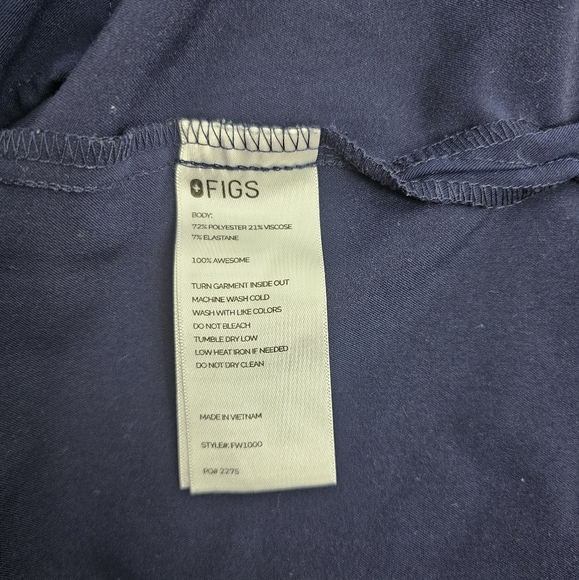 FIGS
BODY:
72% POLYESTER 21% VISCOSE
7% ELASTANE
100% AWESOME
TURN GARMENT INSIDE OUT
MACHINE WASH COLD
WASH WITH LIKE COLORS
DO NOT BLEACH
TUMBLE DRY LOW
LOW HEAT IRON IF NEEDED
DO NOT DRY CLEAN
MADE IN VIETNAM
STYLE#: FW1000
PO# 2275